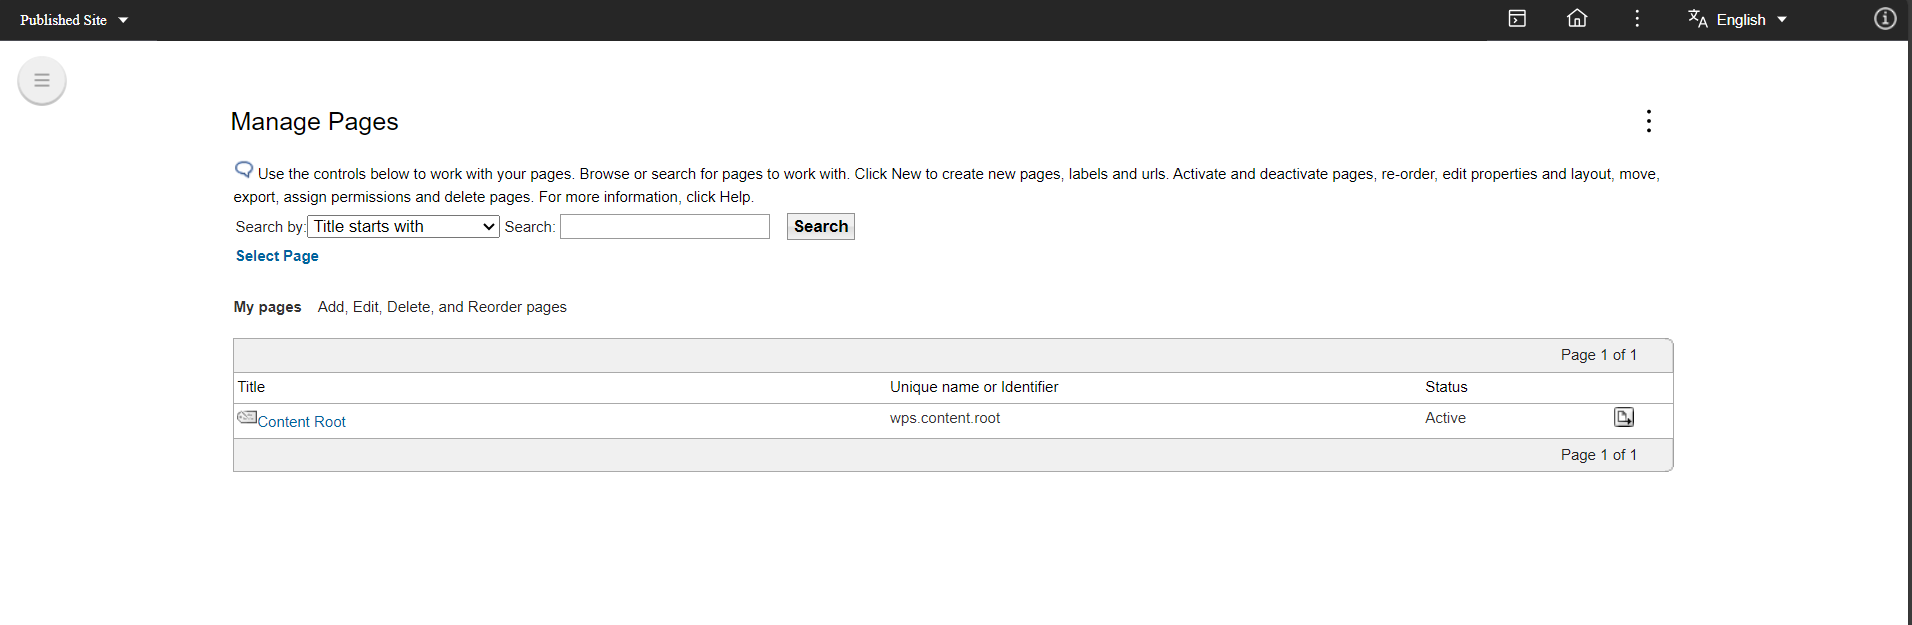 Published Site
English
Manage Pages
Use the controls below to work with your pages. Browse or search for pages to work with. Click New to create new pages, labels and urls. Activate and deactivate pages, re-order, edit properties and layout, move,
export, assign permissions and delete pages. For more information, click Help.
Search by: Title starts with Search: Search
Select Page
My pages Add, Edit, Delete, and Reorder pages
Page 1 of 1
Title Unique name or Identifier Status
Content Root wps.content.root Active
Page 1 of 1